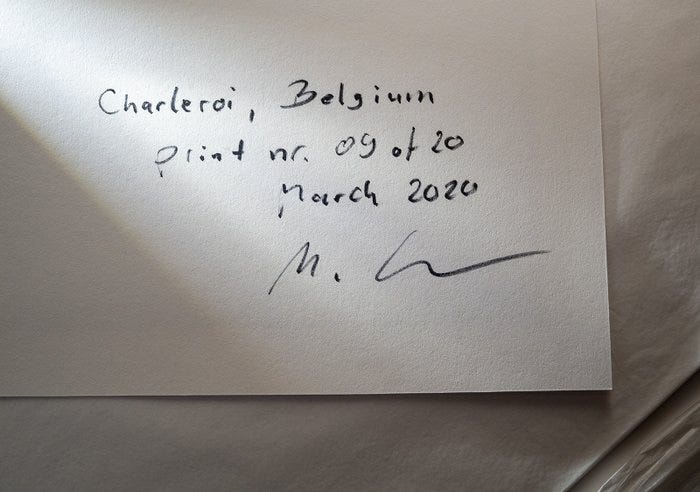 Charleroi, Belgium
print nr. 09 of 20
March 2020
M.